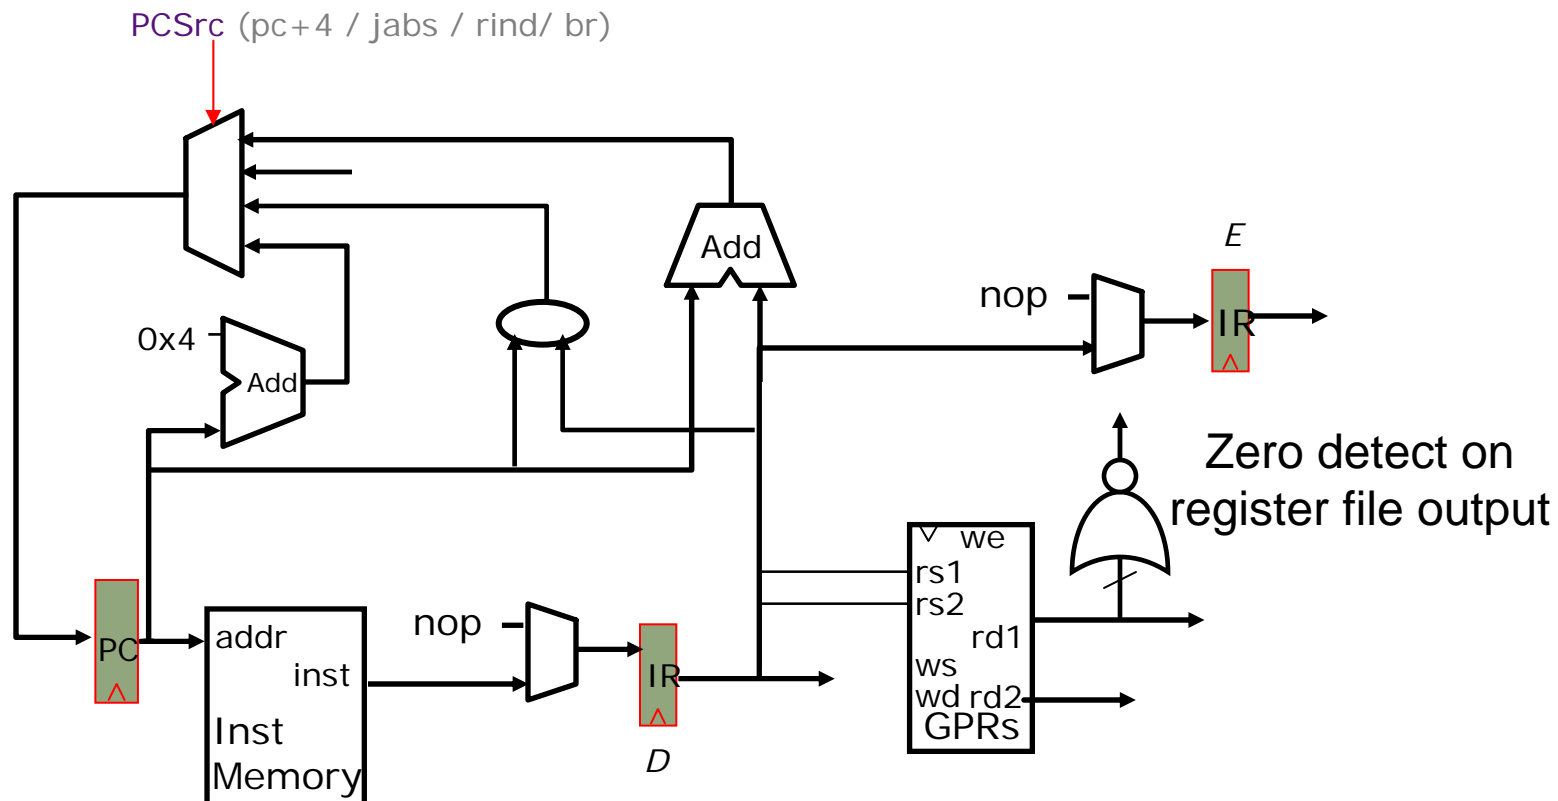 PCSrc (pc+4 / jabs / rind/ br)
E
Add
nop
IR
0x4
Add
Zero detect on
register file output
we
rs1
rs2
nop
addr
rd1
PC
inst
IR
ws
wd rd2
GPRs
Inst
Memory
D